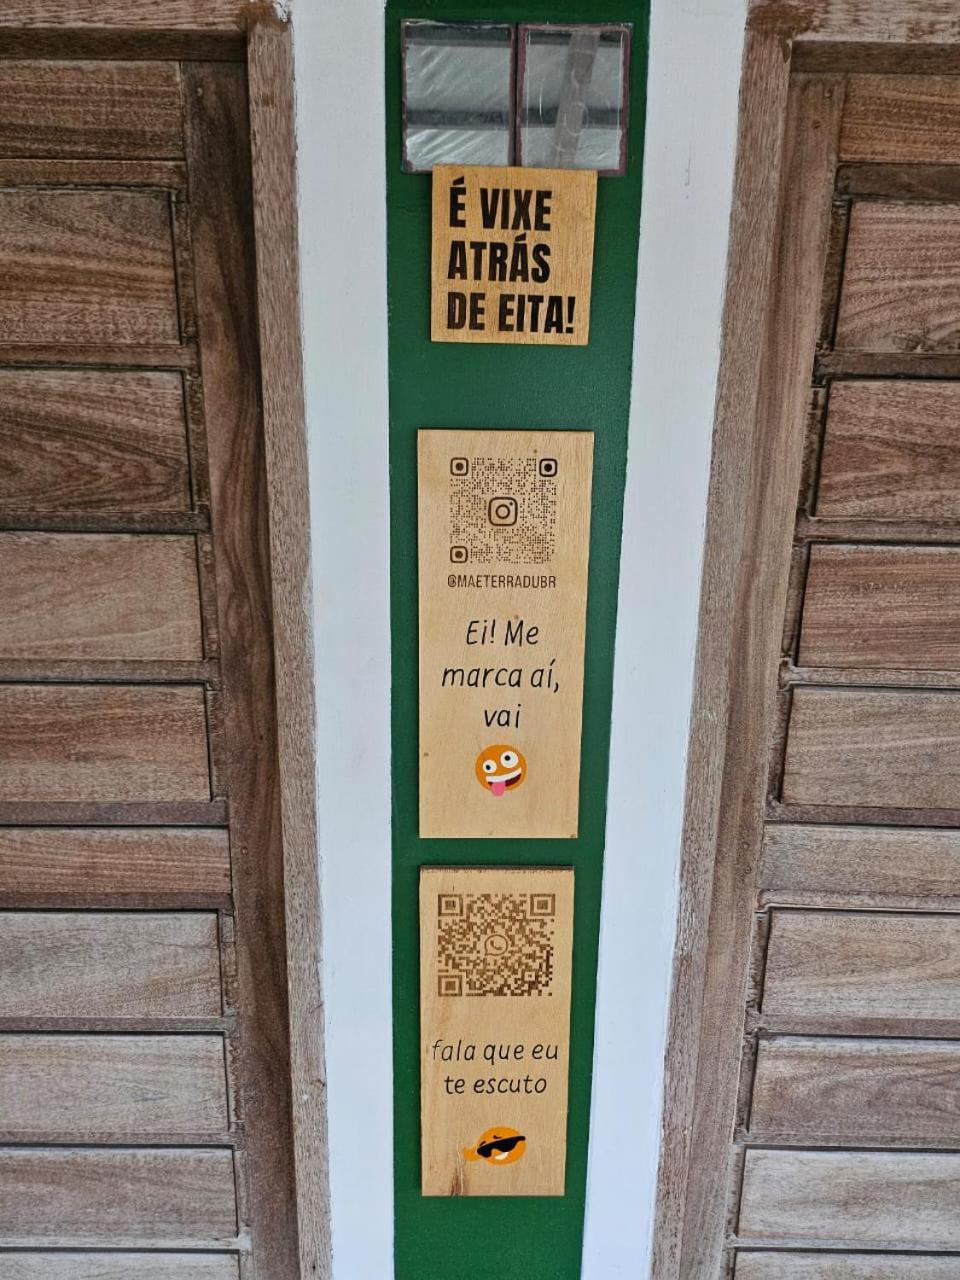 É VIXE
ATRÁS
DE EITA!
@MAETERRADUBR
Ei! Me
marca aí,
vai
fala que eu
te escuto